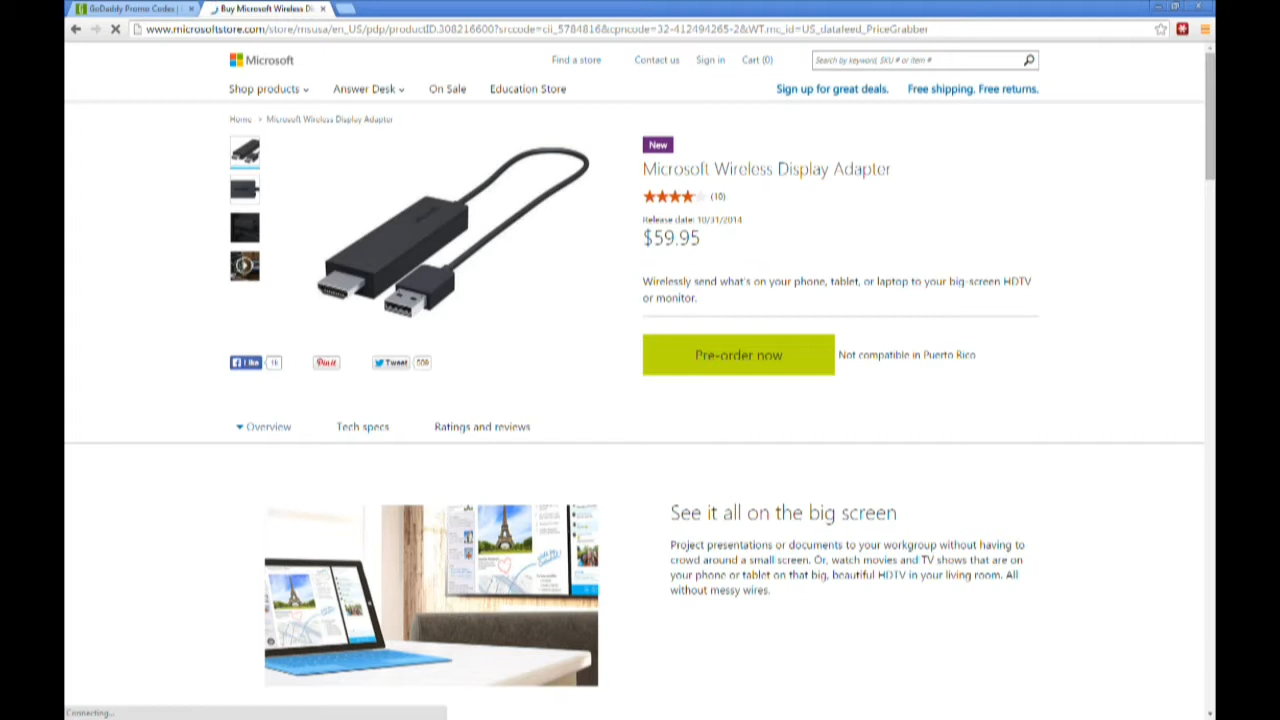 GoDaddy Promo Codes |
Buy Microsoft Wireless Di
www.microsoftstore.com/store/msusa/en_US/pdp/productID.308216600?srccode=cii_5784816&cpncode=32-412494265-2&WT.mc_id=US_datafeed_PriceGrabber
Microsoft
Find a store
Contact us
Sign in
Cart (0)
Search by keyword, SKU # or item #
Shop products
Answer Desk
On Sale
Education Store
Sign up for great deals.
Free shipping. Free returns.
Home > Microsoft Wireless Display Adapter
New
Microsoft Wireless Display Adapter
(10)
Release date: 10/31/2014
$59.95
Wirelessly send what's on your phone, tablet, or laptop to your big-screen HDTV
or monitor.
Pre-order now
Not compatible in Puerto Rico
Like
1k
Pin it
Tweet
Overview
Tech specs
Ratings and reviews
See it all on the big screen
Project presentations or documents to your workgroup without having to
crowd around a small screen. Or, watch movies and TV shows that are on
your phone or tablet on that big, beautiful HDTV in your living room. All
without messy wires.
Connecting...